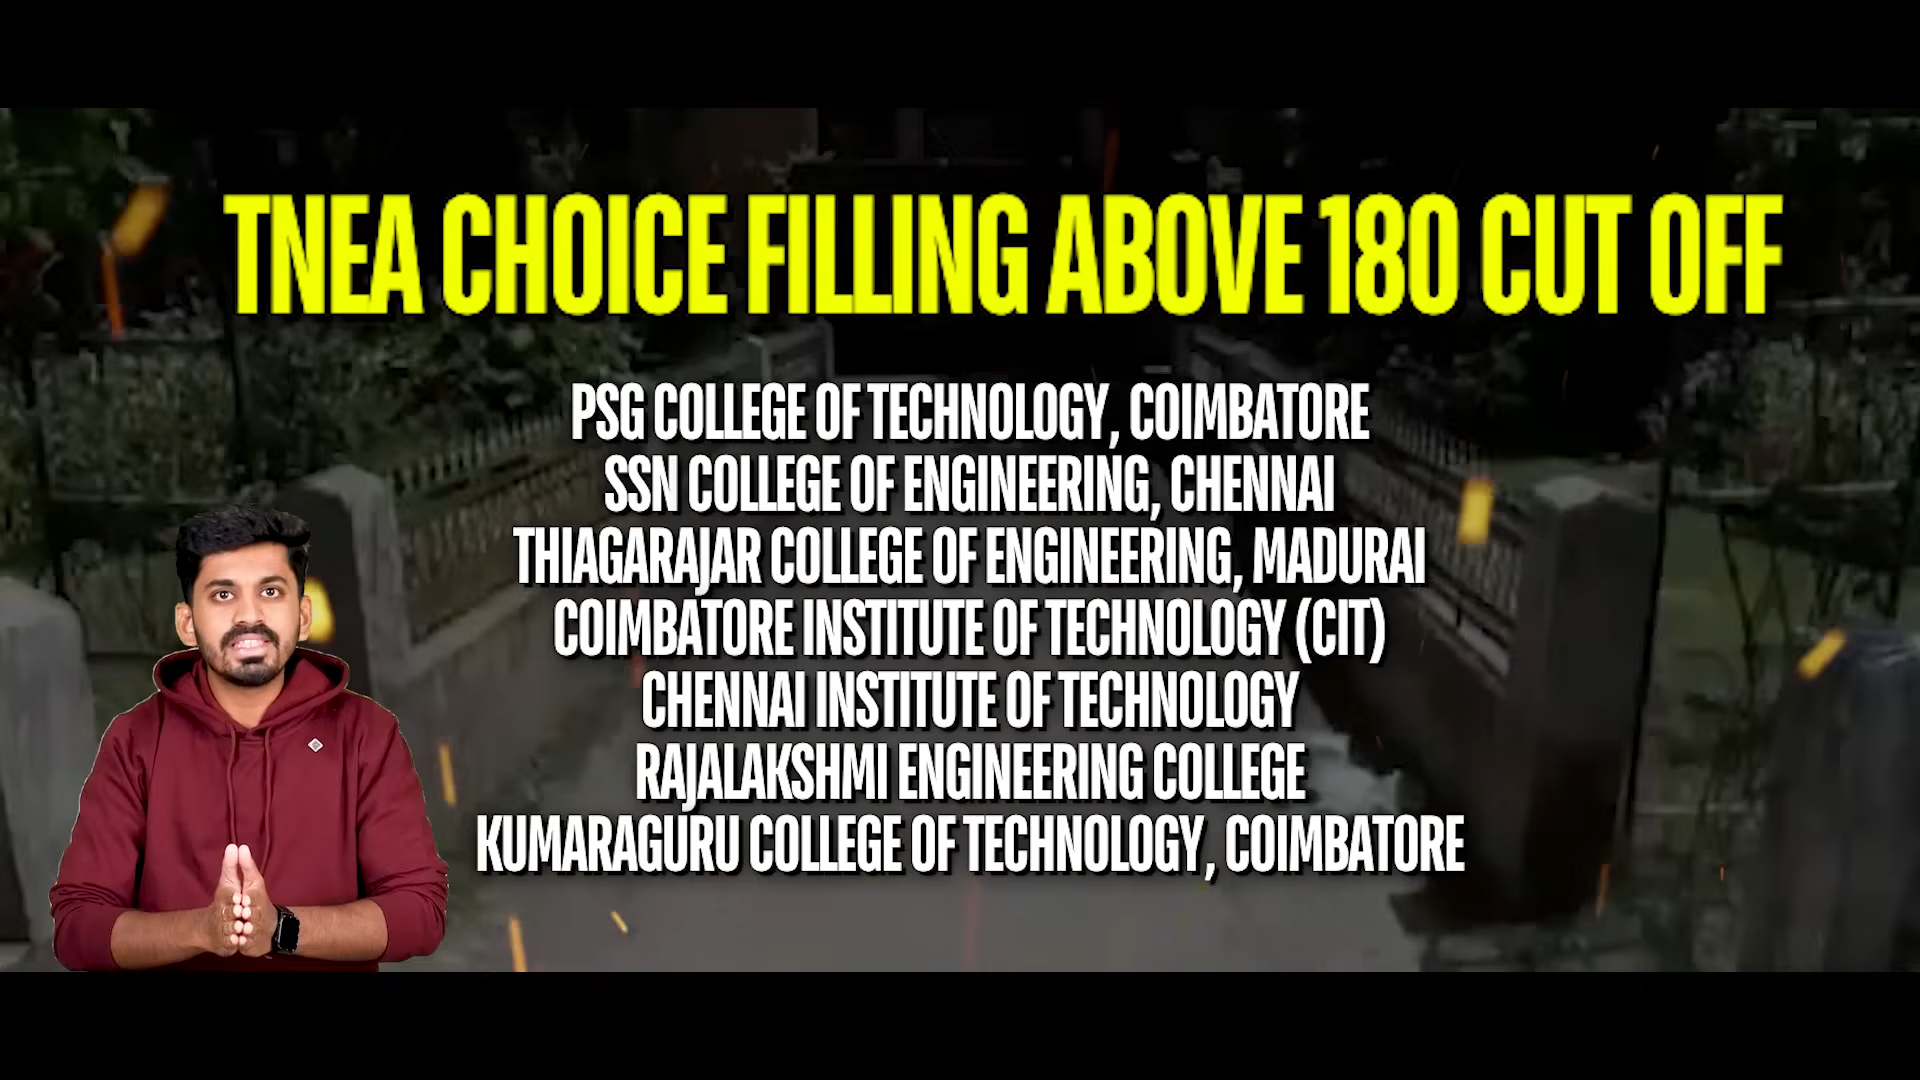 TNEA CHOICE FILLING ABOVE 180 CUT OFF
PSG COLLEGE OF TECHNOLOGY, COIMBATORE
SSN COLLEGE OF ENGINEERING, CHENNAI
THIAGARAJAR COLLEGE OF ENGINEERING, MADURAI
COIMBATORE INSTITUTE OF TECHNOLOGY (CIT)
CHENNAI INSTITUTE OF TECHNOLOGY
RAJALAKSHMI ENGINEERING COLLEGE
KUMARAGURU COLLEGE OF TECHNOLOGY, COIMBATORE